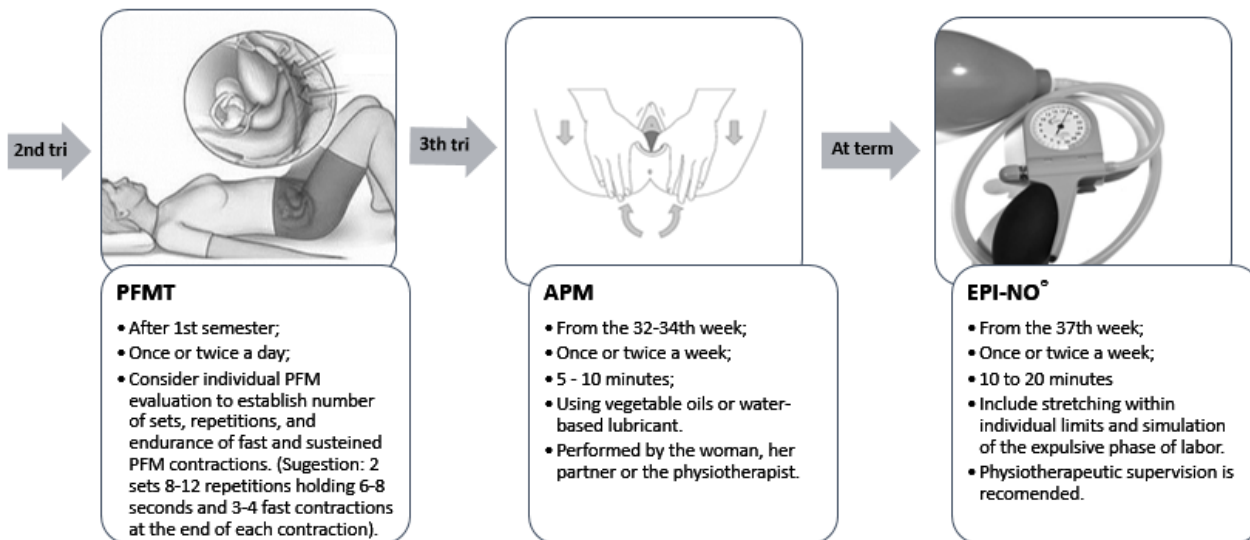 2nd tri
3th tri
At term
PFMT
• After 1st semester;
• Once or twice a day;
• Consider individual PFM
evaluation to establish number
of sets, repetitions, and
endurance of fast and susteined
PFM contractions. (Sugestion: 2
sets 8-12 repetitions holding 6-8
seconds and 3-4 fast contractions
at the end of each contraction).
APM
• From the 32-34th week;
• Once or twice a week;
• 5 - 10 minutes;
• Using vegetable oils or water-
based lubricant.
• Performed by the woman, her
partner or the physiotherapist.
EPI-NO°
• From the 37th week;
• Once or twice a week;
• 10 to 20 minutes
• Include stretching within
individual limits and simulation
of the expulsive phase of labor.
• Physiotherapeutic supervision is
recomended.